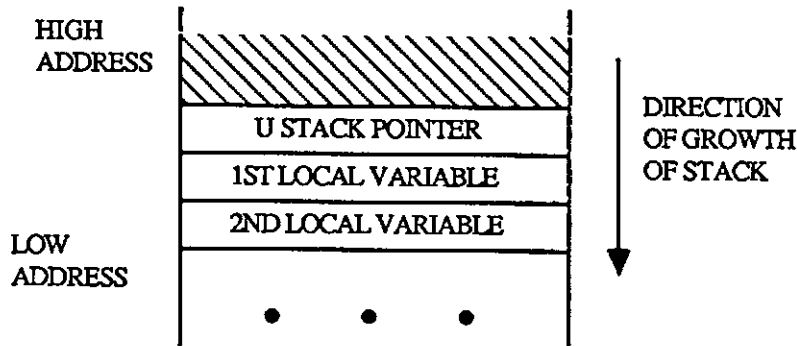 HIGH
ADDRESS
U STACK POINTER
1ST LOCAL VARIABLE
2ND LOCAL VARIABLE
LOW
ADDRESS
DIRECTION
OF GROWTH
OF STACK